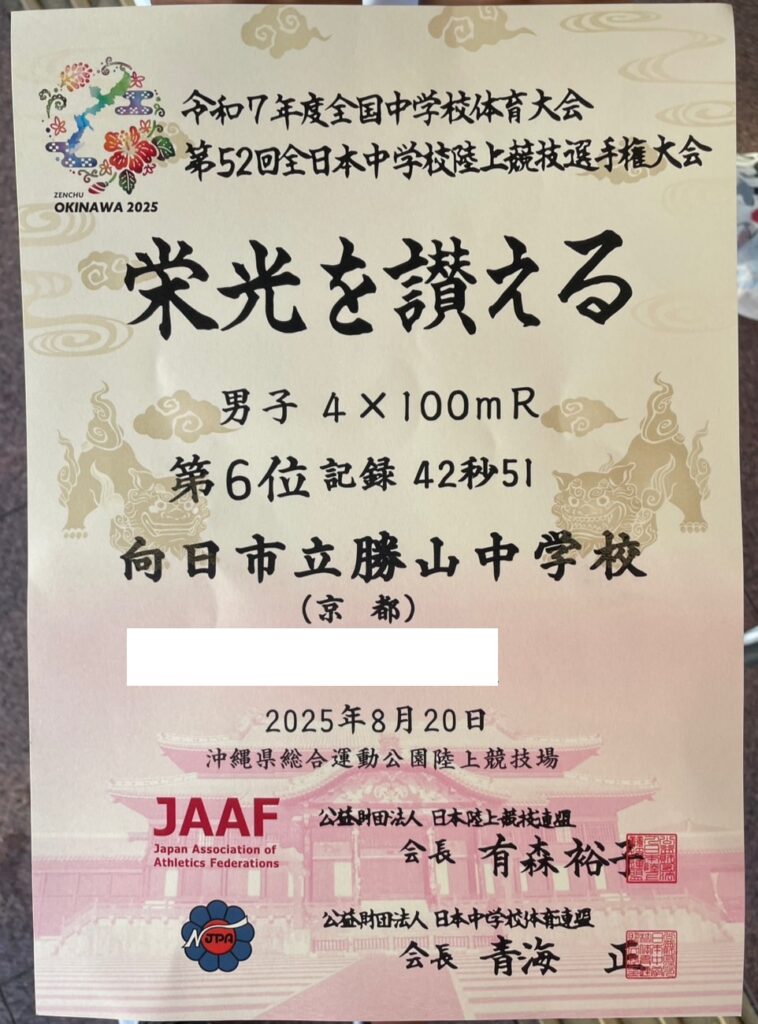 令和7年度全国中学校体育大会
第52回全日本中学校陸上競技選手権大会
ZENCHU
OKINAWA 2025
栄光を讃える
男子 4×100mR
第6位 記録 42秒51
向日市立勝山中学校
(京 都)
2025年8月20日
沖縄県総合運動公園陸上競技場
JAAF
Japan Association of
Athletics Federations
公益財団法人 日本陸上競技連盟
会長 有森裕子
NJPA
公益財団法人 日本中学校体育連盟
会長 青海 正